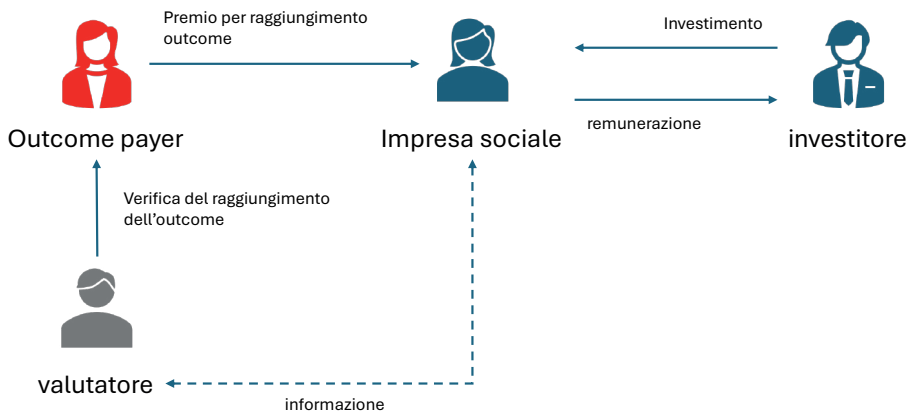 Premio per raggiungimento
outcome
Investimento
remunerazione
Outcome payer
Impresa sociale
investitore
Verifica del raggiungimento
dell’outcome
valutatore
informazione